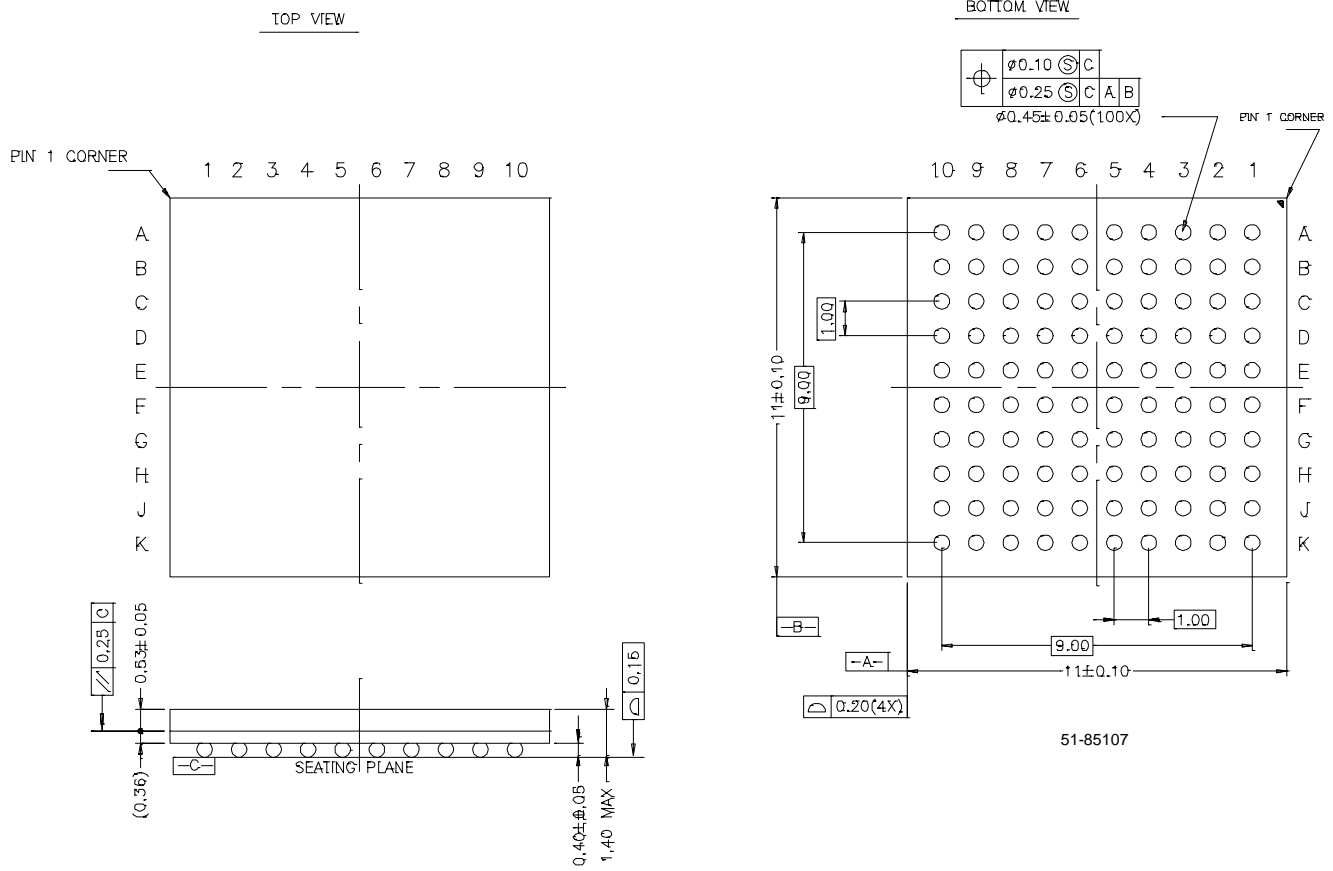 TOP VIEW
BOTTOM VIEW
⌀0.10 Ⓢ C
⌀0.25 Ⓢ C A B
⌀0.45±0.05(100X)
PIN 1 CORNER
PIN 1 CORNER
1 2 3 4 5 6 7 8 9 10
10 9 8 7 6 5 4 3 2 1
A
B
C
D
E
F
G
H
J
K
A
B
C
D
E
F
G
H
J
K
1.00
9.00
11±0.10
1.00
9.00
11±0.10
-B-
-A-
0.20(4X)
51-85107
// 0.25 C
0.53±0.05
(0.36)
-C-
SEATING PLANE
0.15
0.40±0.05
1.40 MAX